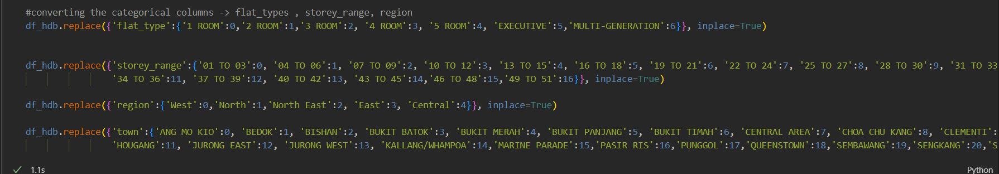 #converting the categorical columns -> flat_types , storey_range, region
df_hdb.replace({'flat_type':{'1 ROOM':0,'2 ROOM':1,'3 ROOM':2, '4 ROOM':3, '5 ROOM':4, 'EXECUTIVE':5,'MULTI-GENERATION':6}}, inplace=True)
df_hdb.replace({'storey_range':{'01 TO 03':0, '04 TO 06':1, '07 TO 09':2, '10 TO 12':3, '13 TO 15':4, '16 TO 18':5, '19 TO 21':6, '22 TO 24':7, '25 TO 27':8, '28 TO 30':9, '31 TO 33
'34 TO 36':11, '37 TO 39':12, '40 TO 42':13, '43 TO 45':14,'46 TO 48':15,'49 TO 51':16}}, inplace=True)
df_hdb.replace({'region':{'West':0,'North':1,'North East':2, 'East':3, 'Central':4}}, inplace=True)
df_hdb.replace({'town':{'ANG MO KIO':0, 'BEDOK':1, 'BISHAN':2, 'BUKIT BATOK':3, 'BUKIT MERAH':4, 'BUKIT PANJANG':5, 'BUKIT TIMAH':6, 'CENTRAL AREA':7, 'CHOA CHU KANG':8, 'CLEMENTI':
'HOUGANG':11, 'JURONG EAST':12, 'JURONG WEST':13, 'KALLANG/WHAMPOA':14,'MARINE PARADE':15,'PASIR RIS':16,'PUNGGOL':17,'QUEENSTOWN':18,'SEMBAWANG':19,'SENGKANG':20,'S
1.1s
Python